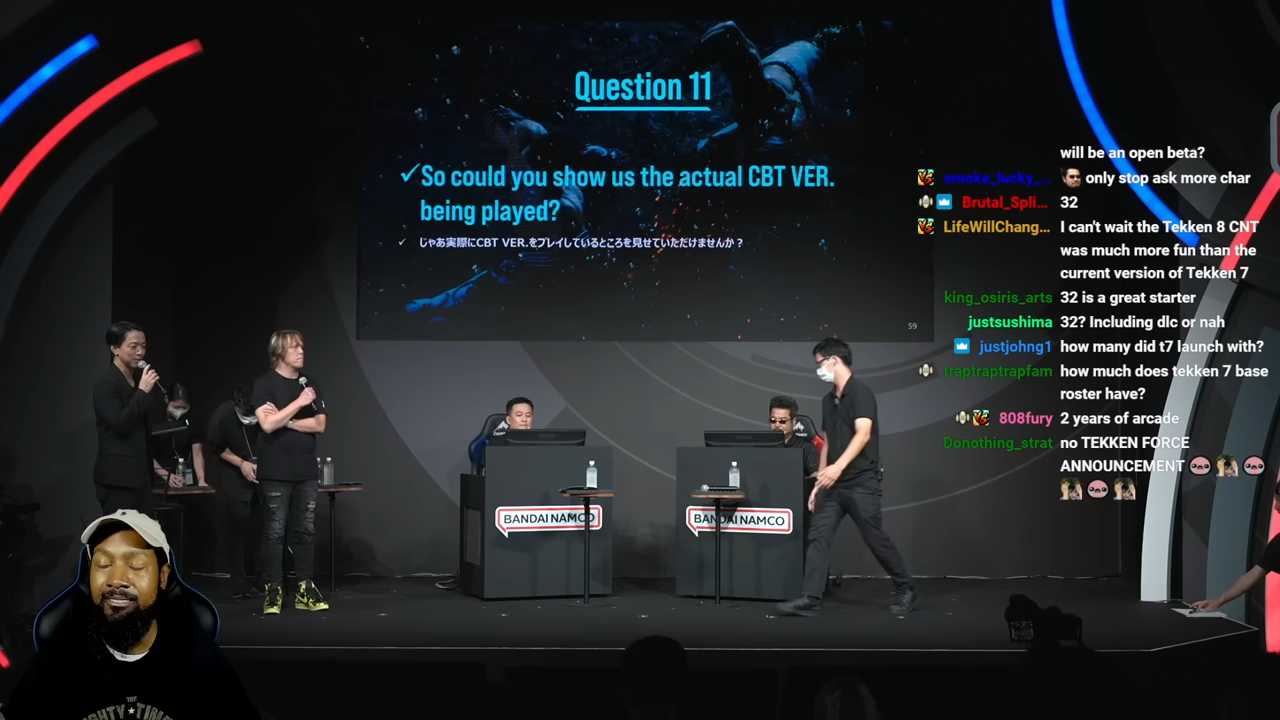 Question 11
✓So could you show us the actual CBT VER.
being played?
✓ じゃあ実際にCBT VER.をプレイしているところを見せていただけませんか？
59
BANDAI NAMCO
BANDAI NAMCO
will be an open beta?
smoke_lucky_... only stop ask more char
Brutal_Spli... 32
LifeWillChang... I can't wait the Tekken 8 CNT
was much more fun than the
current version of Tekken 7
king_osiris_arts 32 is a great starter
justsushima 32? Including dlc or nah
justjohng1 how many did t7 launch with?
traptraptrapfam how much does tekken 7 base
roster have?
808fury 2 years of arcade
Donothing_strat no TEKKEN FORCE
ANNOUNCEMENT
THE